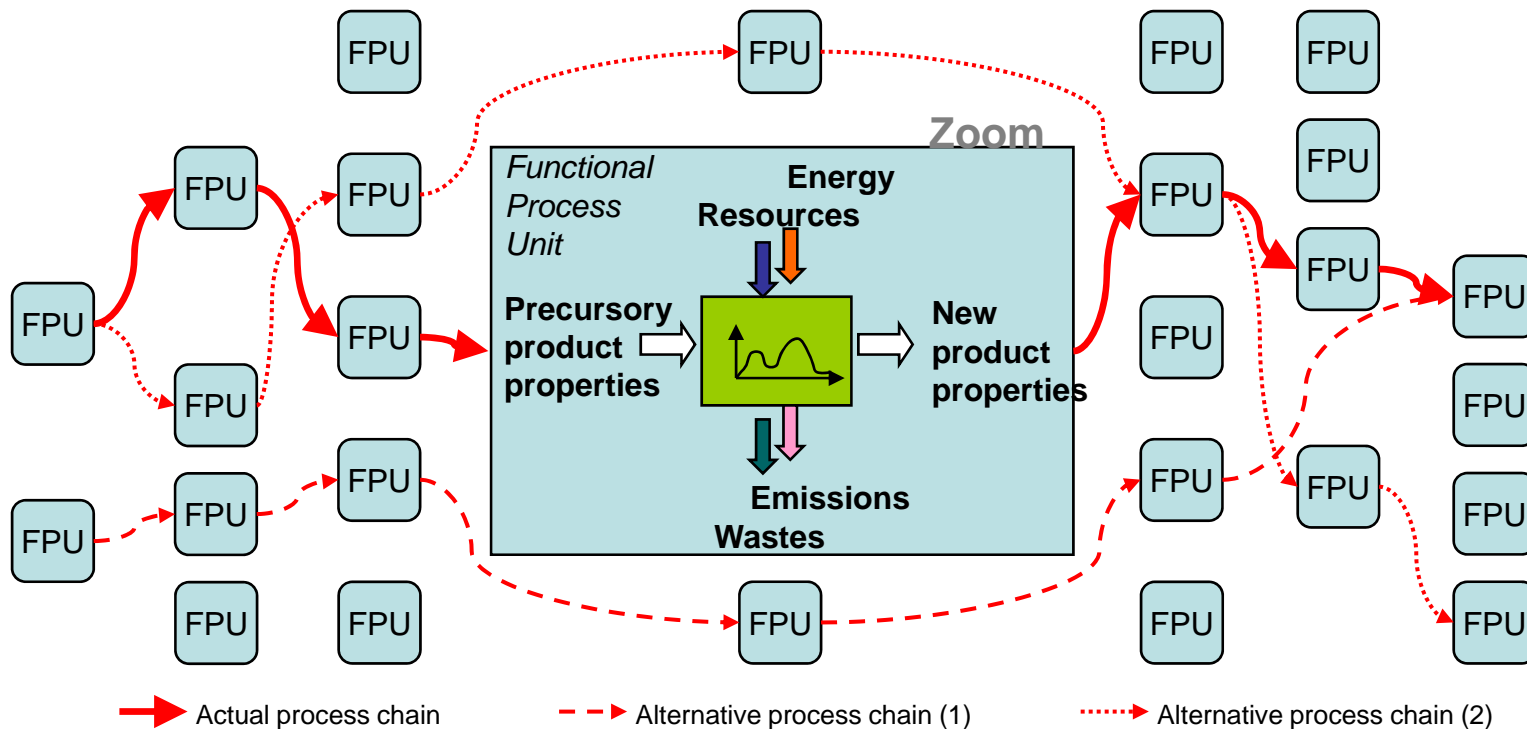 FPU
FPU
FPU
FPU
Zoom
FPU
FPU
FPU
FPU
Functional
Process
Unit
Energy
Resources
FPU
FPU
FPU
FPU
FPU
Precursory
product
properties
New
product
properties
FPU
FPU
FPU
FPU
FPU
FPU
Emissions
Wastes
FPU
FPU
FPU
FPU
FPU
FPU
FPU
FPU
Actual process chain
Alternative process chain (1)
Alternative process chain (2)